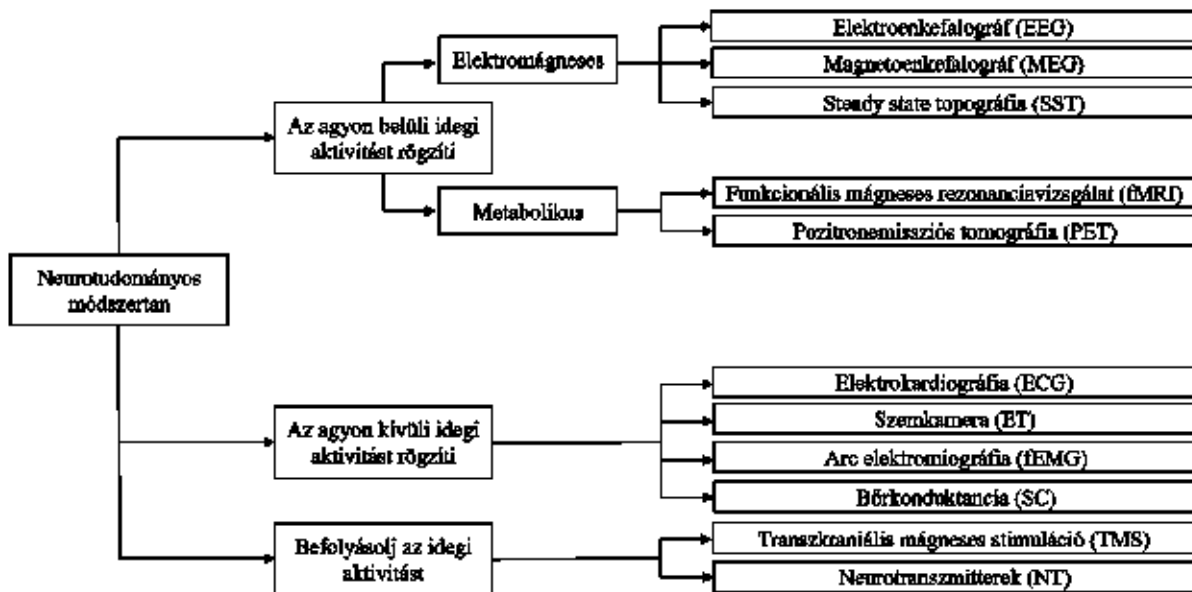 Neurotudományos
módszertan
Az agyon belüli idegi
aktivitást rögzíti
Elektromágneses
Elektroenkefalográf (EEG)
Magnetoenkefalográf (MEG)
Steady state topográfia (SST)
Metabolikus
Funkcionális mágneses rezonanciavizsgálat (fMRI)
Pozitronemissziós tomográfia (PET)
Az agyon kívüli idegi
aktivitást rögzíti
Elektrokardiográfia (ECG)
Szemkamera (ET)
Arc elektromiográfia (fEMG)
Bőrkonduktancia (SC)
Befolyásolj az idegi
aktivitást
Transzkraniális mágneses stimuláció (TMS)
Neurotranszmitterek (NT)